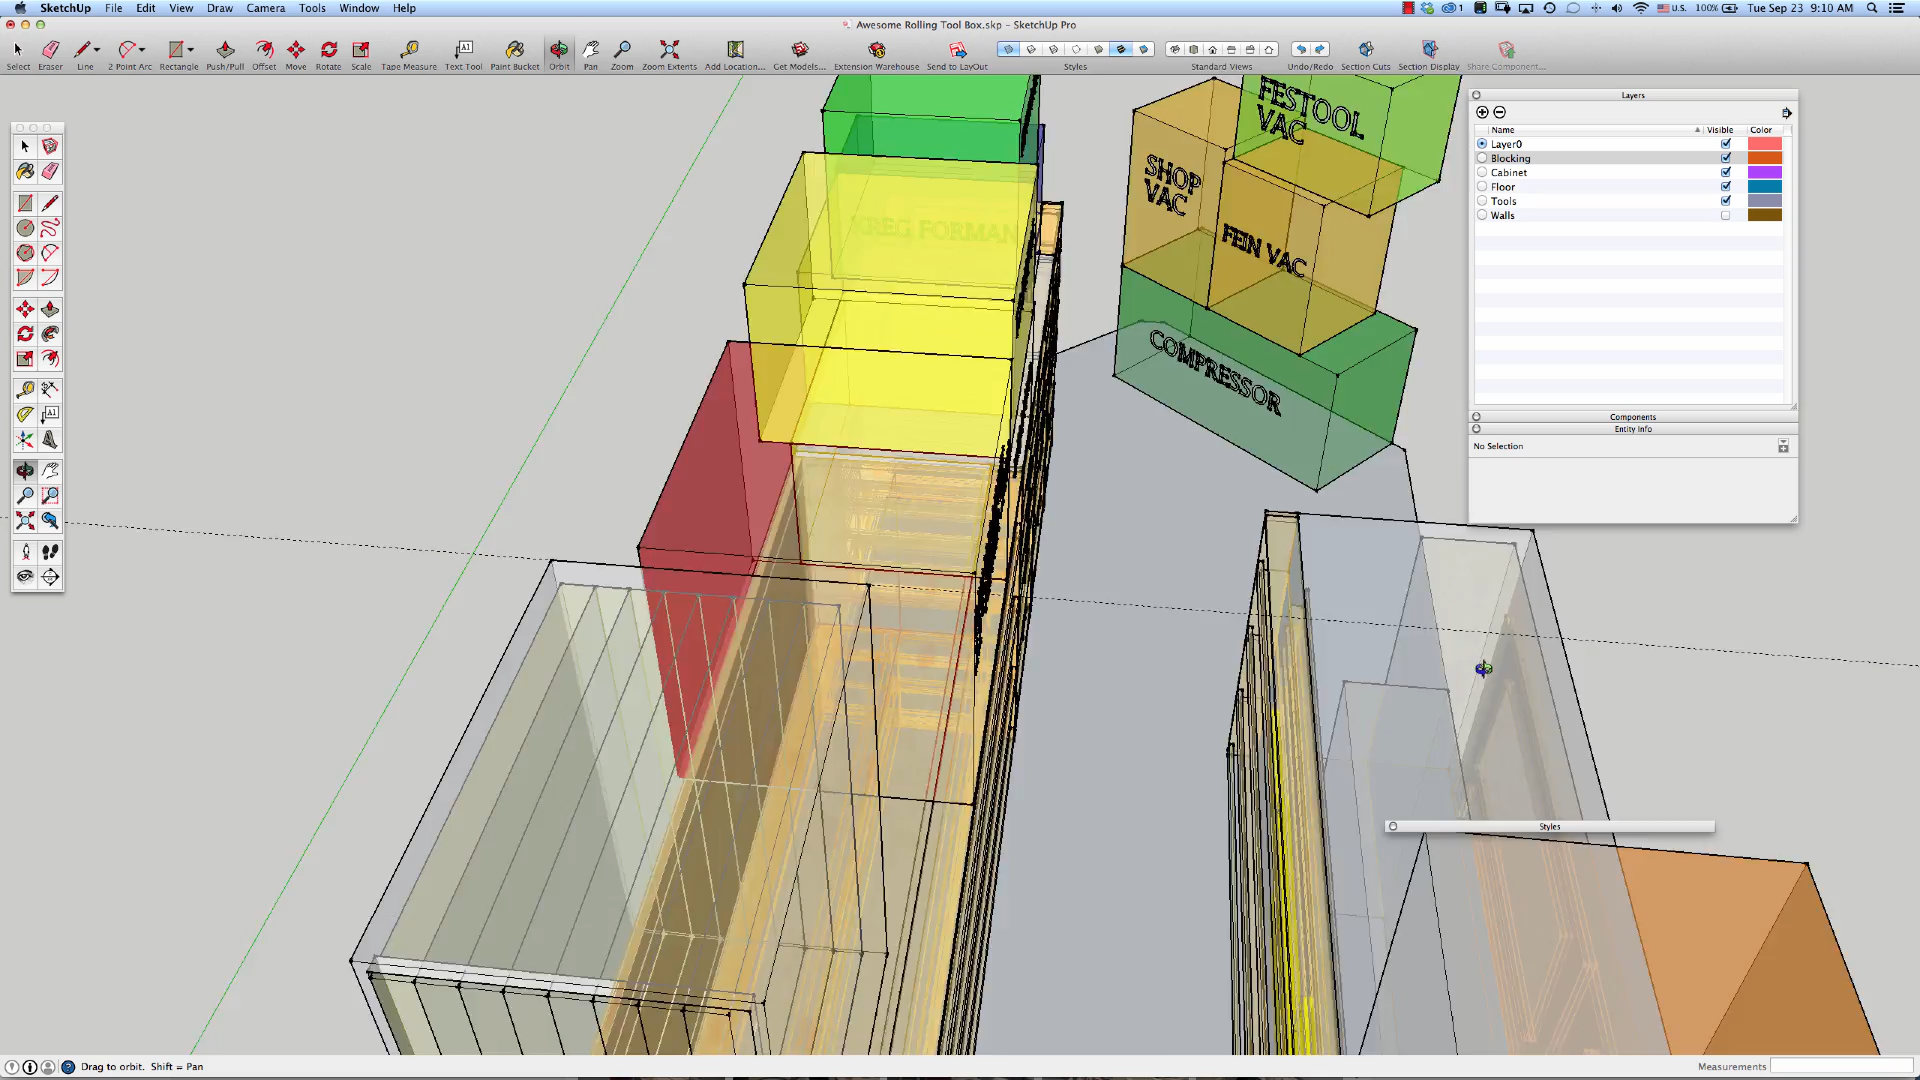 SketchUp File Edit View Draw Camera Tools Window Help
1 U.S. 100% Tue Sep 23 9:10 AM
Awesome Rolling Tool Box.skp - SketchUp Pro
Select Eraser Line 2 Point Arc Rectangle Push/Pull Offset Move Rotate Scale Tape Measure Text Tool Paint Bucket Orbit Pan Zoom Zoom Extents Add Location... Get Models... Extension Warehouse Send to LayOut Styles Standard Views Undo/Redo Section Cuts Section Display Share Component...
Layers
Name Visible Color
Layer0
Blocking
Cabinet
Floor
Tools
Walls
Components
Entity Info
No Selection
FESTOOL
VAC
SHOP
VAC
KREG FORMAN
FEIN VAC
COMPRESSOR
Styles
Drag to orbit. Shift = Pan
Measurements